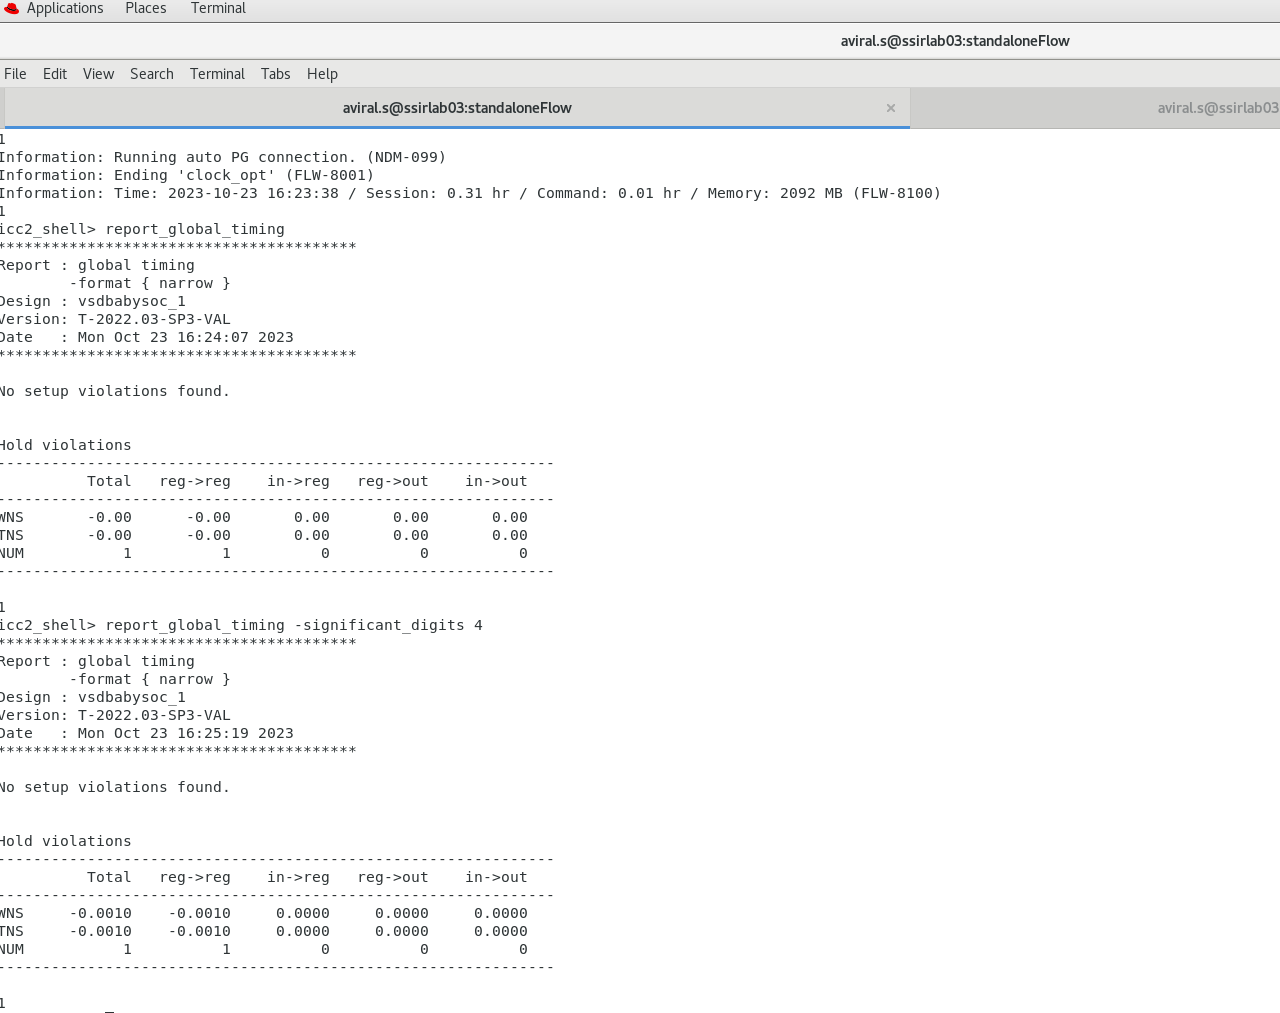 Applications Places Terminal
aviral.s@ssirlab03:standaloneFlow
File Edit View Search Terminal Tabs Help
aviral.s@ssirlab03:standaloneFlow × aviral.s@ssirlab03
1
Information: Running auto PG connection. (NDM-099)
Information: Ending 'clock_opt' (FLW-8001)
Information: Time: 2023-10-23 16:23:38 / Session: 0.31 hr / Command: 0.01 hr / Memory: 2092 MB (FLW-8100)
1
icc2_shell> report_global_timing
****************************************
Report : global timing
        -format { narrow }
Design : vsdbabysoc_1
Version: T-2022.03-SP3-VAL
Date   : Mon Oct 23 16:24:07 2023
****************************************
No setup violations found.
Hold violations
--------------------------------------------------------------
          Total   reg->reg    in->reg   reg->out    in->out
--------------------------------------------------------------
WNS       -0.00      -0.00       0.00       0.00       0.00
TNS       -0.00      -0.00       0.00       0.00       0.00
NUM           1          1          0          0          0
--------------------------------------------------------------
1
icc2_shell> report_global_timing -significant_digits 4
****************************************
Report : global timing
        -format { narrow }
Design : vsdbabysoc_1
Version: T-2022.03-SP3-VAL
Date   : Mon Oct 23 16:25:19 2023
****************************************
No setup violations found.
Hold violations
--------------------------------------------------------------
          Total   reg->reg    in->reg   reg->out    in->out
--------------------------------------------------------------
WNS     -0.0010    -0.0010     0.0000     0.0000     0.0000
TNS     -0.0010    -0.0010     0.0000     0.0000     0.0000
NUM           1          1          0          0          0
--------------------------------------------------------------
1